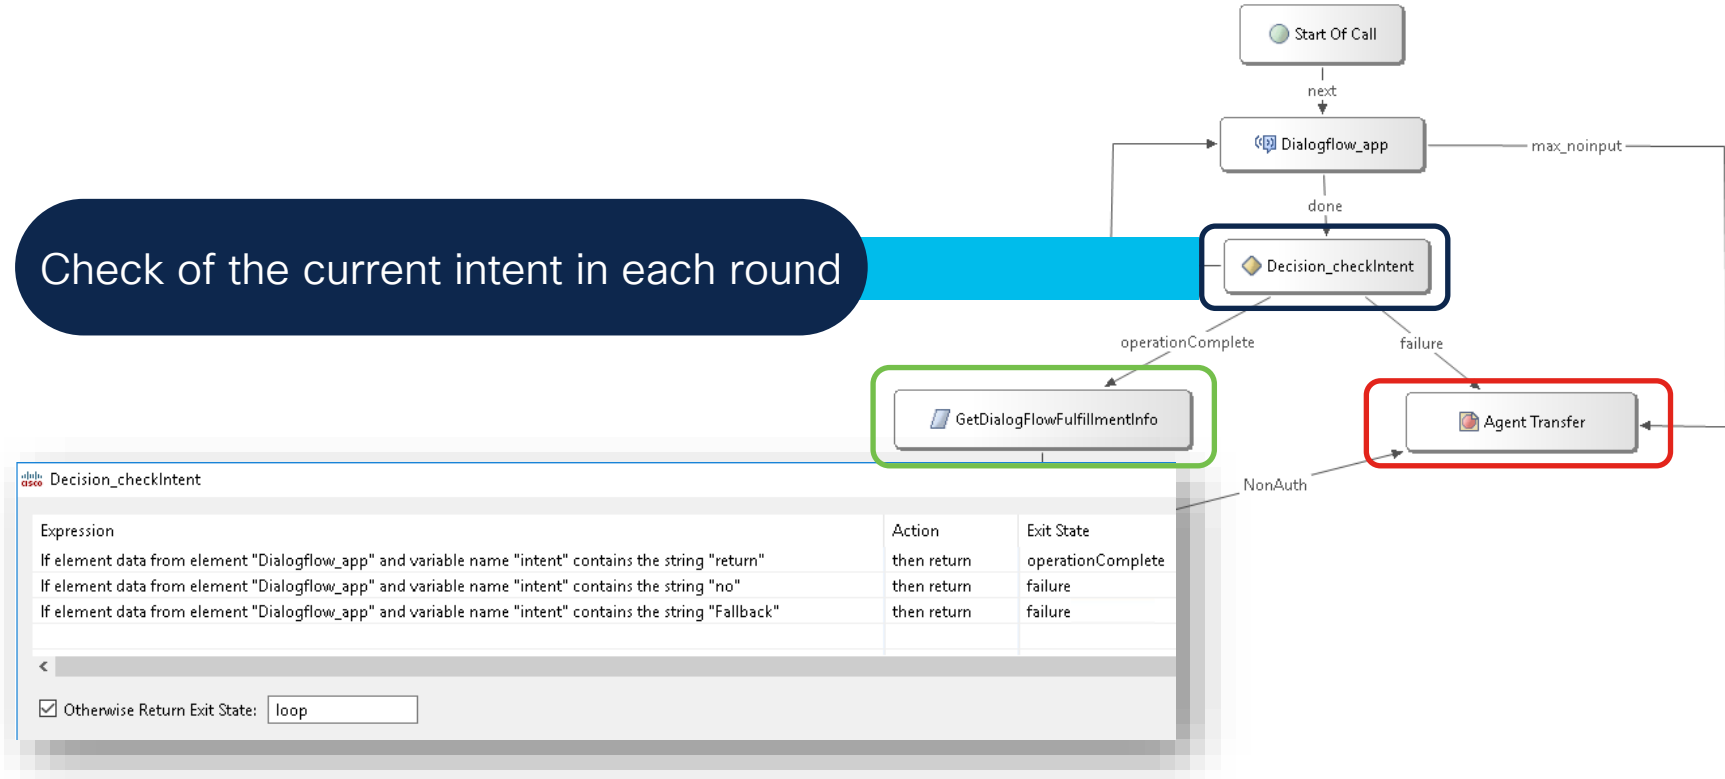 Start Of Call
next
Dialogflow_app
max_noinput
done
Check of the current intent in each round
Decision_checkIntent
operationComplete
failure
GetDialogFlowFulfillmentInfo
Agent Transfer
NonAuth
cisco Decision_checkIntent
Expression Action Exit State
If element data from element "Dialogflow_app" and variable name "intent" contains the string "return" then return operationComplete
If element data from element "Dialogflow_app" and variable name "intent" contains the string "no" then return failure
If element data from element "Dialogflow_app" and variable name "intent" contains the string "Fallback" then return failure
Otherwise Return Exit State: loop